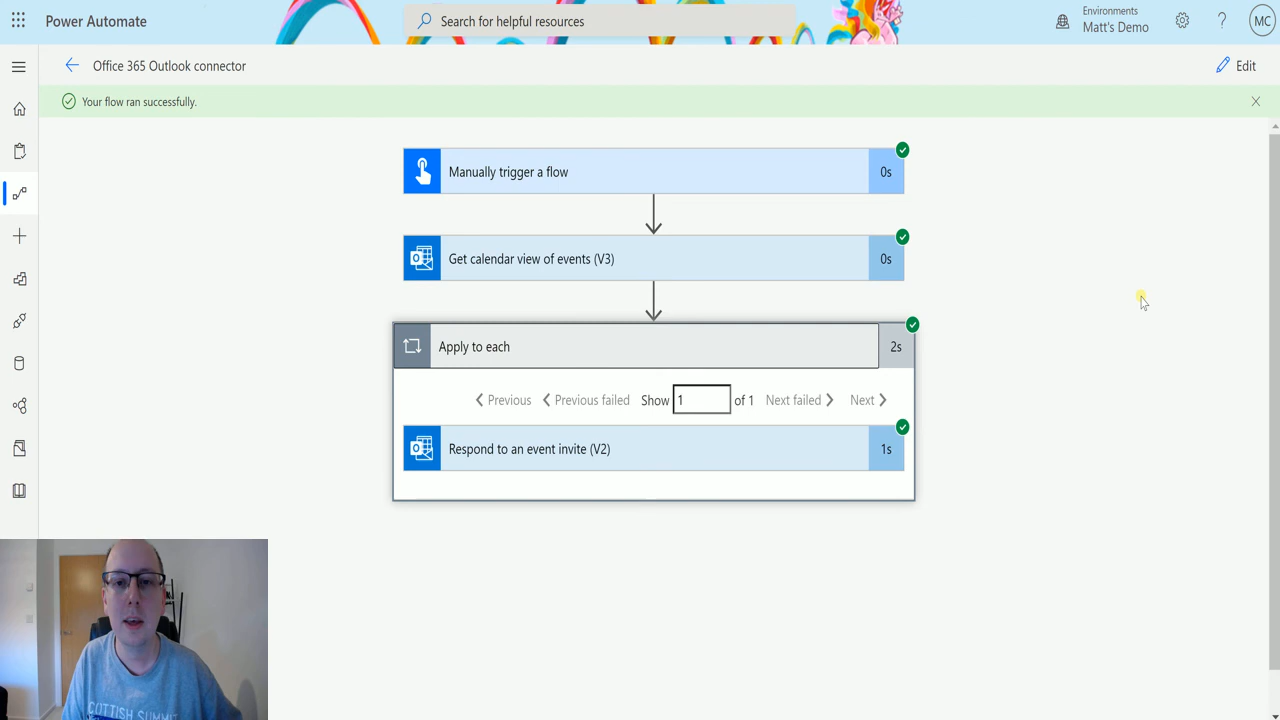 Power Automate
Search for helpful resources
Environments
Matt's Demo
MC
Office 365 Outlook connector
Edit
Your flow ran successfully.
Manually trigger a flow
0s
Get calendar view of events (V3)
0s
Apply to each
2s
Previous Previous failed Show 1 of 1 Next failed Next
Respond to an event invite (V2)
1s
COTTISH SUMMIT